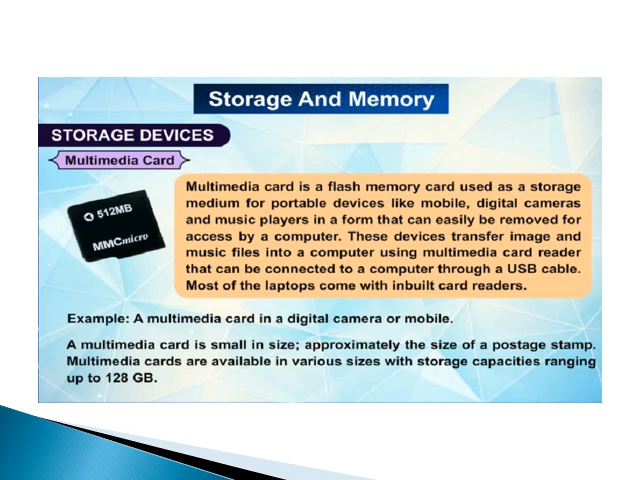 Storage And Memory
STORAGE DEVICES
Multimedia Card
512MB
MMCmicro
Multimedia card is a flash memory card used as a storage
medium for portable devices like mobile, digital cameras
and music players in a form that can easily be removed for
access by a computer. These devices transfer image and
music files into a computer using multimedia card reader
that can be connected to a computer through a USB cable.
Most of the laptops come with inbuilt card readers.
Example: A multimedia card in a digital camera or mobile.
A multimedia card is small in size; approximately the size of a postage stamp.
Multimedia cards are available in various sizes with storage capacities ranging
up to 128 GB.